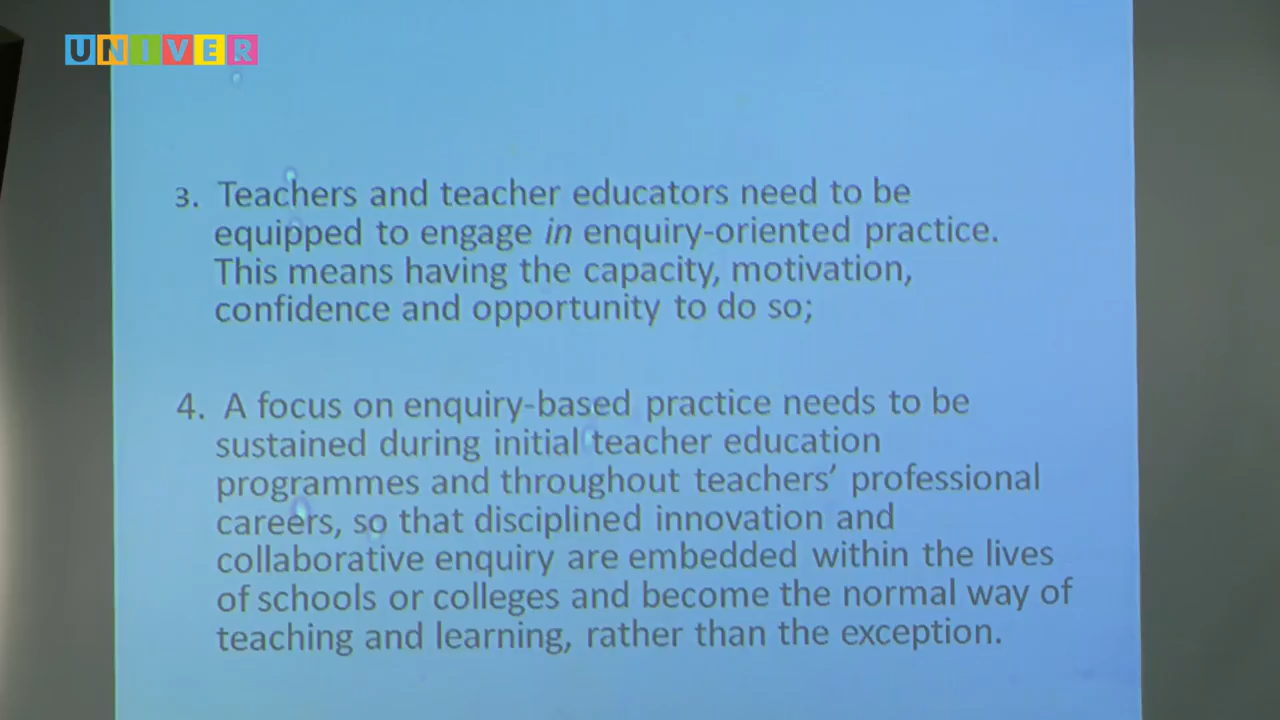 UNIVER
3. Teachers and teacher educators need to be
equipped to engage in enquiry-oriented practice.
This means having the capacity, motivation,
confidence and opportunity to do so;
4. A focus on enquiry-based practice needs to be
sustained during initial teacher education
programmes and throughout teachers’ professional
careers, so that disciplined innovation and
collaborative enquiry are embedded within the lives
of schools or colleges and become the normal way of
teaching and learning, rather than the exception.